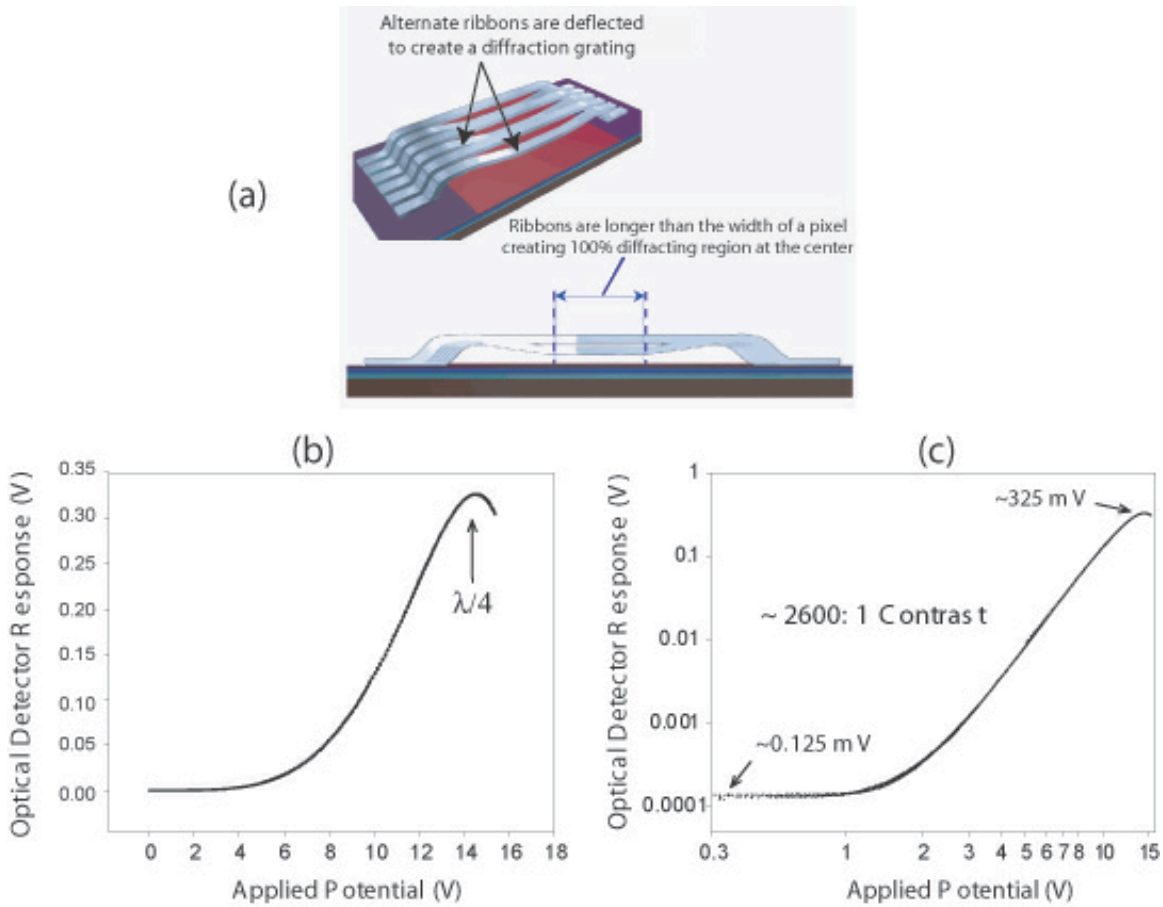 Alternate ribbons are deflected
to create a diffraction grating
(a)
Ribbons are longer than the width of a pixel
creating 100% diffracting region at the center
(b)
Optical Detector R esponse (V)
0.35
0.30
0.25
0.20
0.15
0.10
0.05
0.00
λ/4
0 2 4 6 8 10 12 14 16 18
Applied P otential (V)
(c)
Optical Detector R esponse (V)
1
0.1
0.01
0.001
0.0001
~325 m V
~ 2600: 1 C ontras t
~0.125 m V
0.3 1 2 3 4 5 6 7 8 10 15
Applied P otential (V)